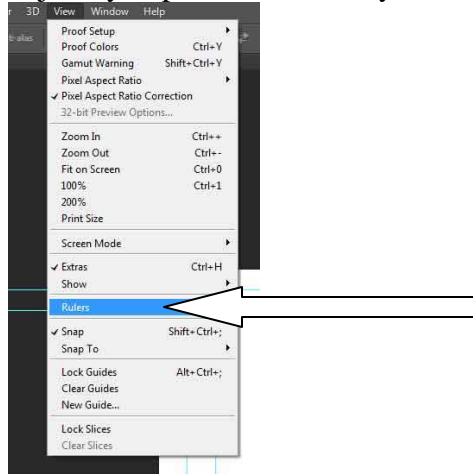 3D View Window Help
Proof Setup
Proof Colors Ctrl+Y
Gamut Warning Shift+Ctrl+Y
Pixel Aspect Ratio
Pixel Aspect Ratio Correction
32-bit Preview Options...
Zoom In Ctrl++
Zoom Out Ctrl+-
Fit on Screen Ctrl+0
100% Ctrl+1
200%
Print Size
Screen Mode
Extras Ctrl+H
Show
Rulers
Snap Shift+Ctrl+;
Snap To
Lock Guides Alt+Ctrl+;
Clear Guides
New Guide...
Lock Slices
Clear Slices